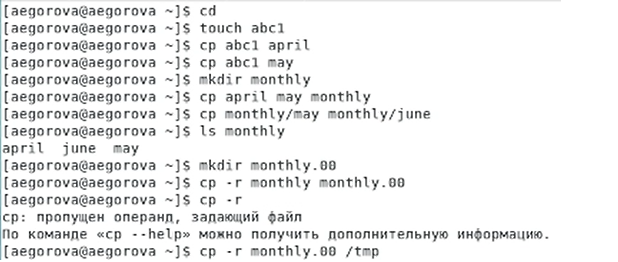 [aegorova@aegorova ~]$ cd
[aegorova@aegorova ~]$ touch abc1
[aegorova@aegorova ~]$ cp abc1 april
[aegorova@aegorova ~]$ cp abc1 may
[aegorova@aegorova ~]$ mkdir monthly
[aegorova@aegorova ~]$ cp april may monthly
[aegorova@aegorova ~]$ cp monthly/may monthly/june
[aegorova@aegorova ~]$ ls monthly
april  june  may
[aegorova@aegorova ~]$ mkdir monthly.00
[aegorova@aegorova ~]$ cp -r monthly monthly.00
[aegorova@aegorova ~]$ cp -r
cp: пропущен операнд, задающий файл
По команде «cp --help» можно получить дополнительную информацию.
[aegorova@aegorova ~]$ cp -r monthly.00 /tmp